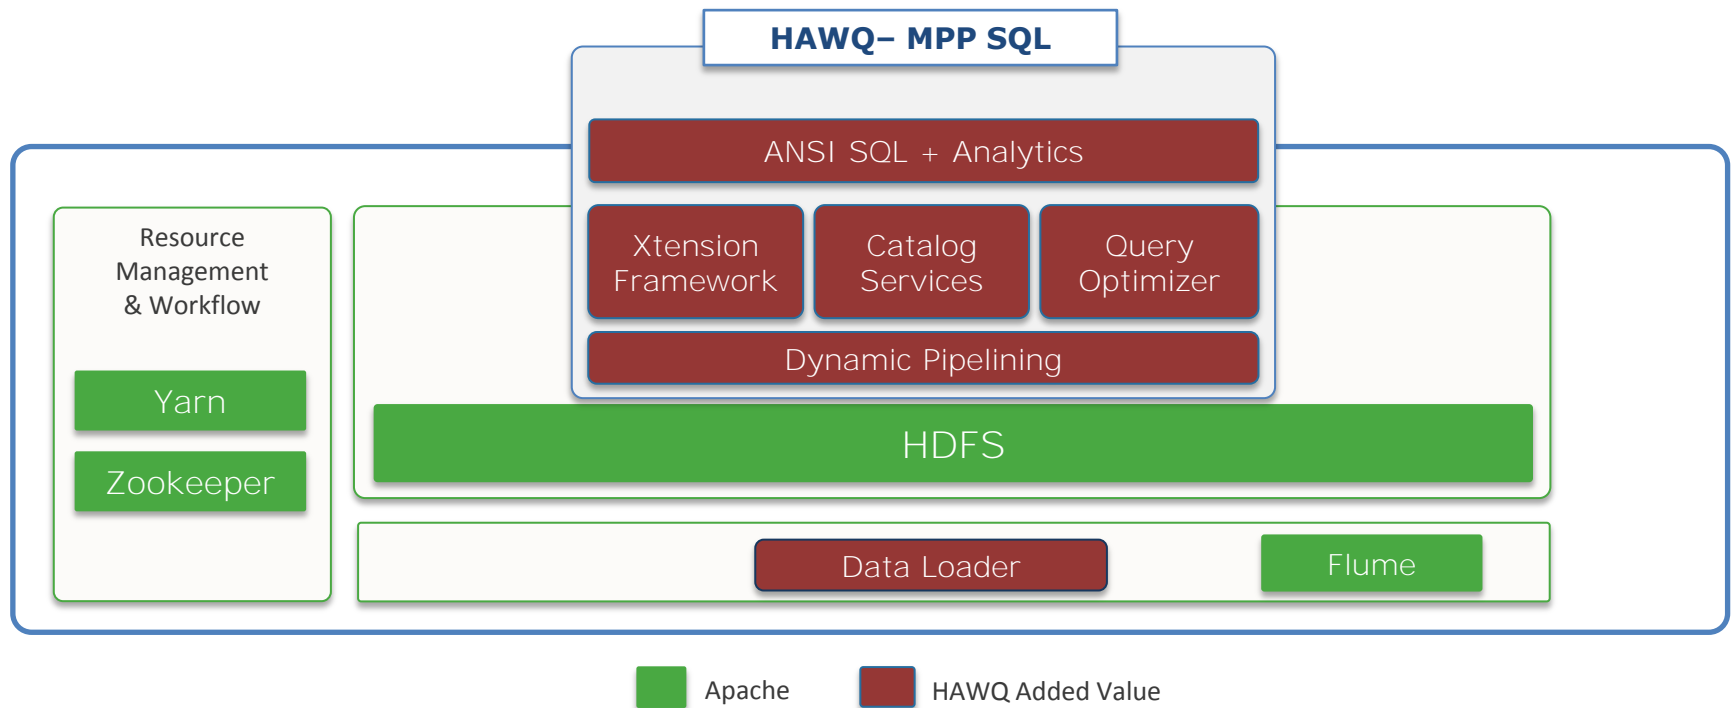 HAWQ– MPP SQL
ANSI SQL + Analytics
Resource
Management
& Workflow
Xtension
Framework
Catalog
Services
Query
Optimizer
Dynamic Pipelining
Yarn
HDFS
Zookeeper
Data Loader
Flume
Apache
HAWQ Added Value